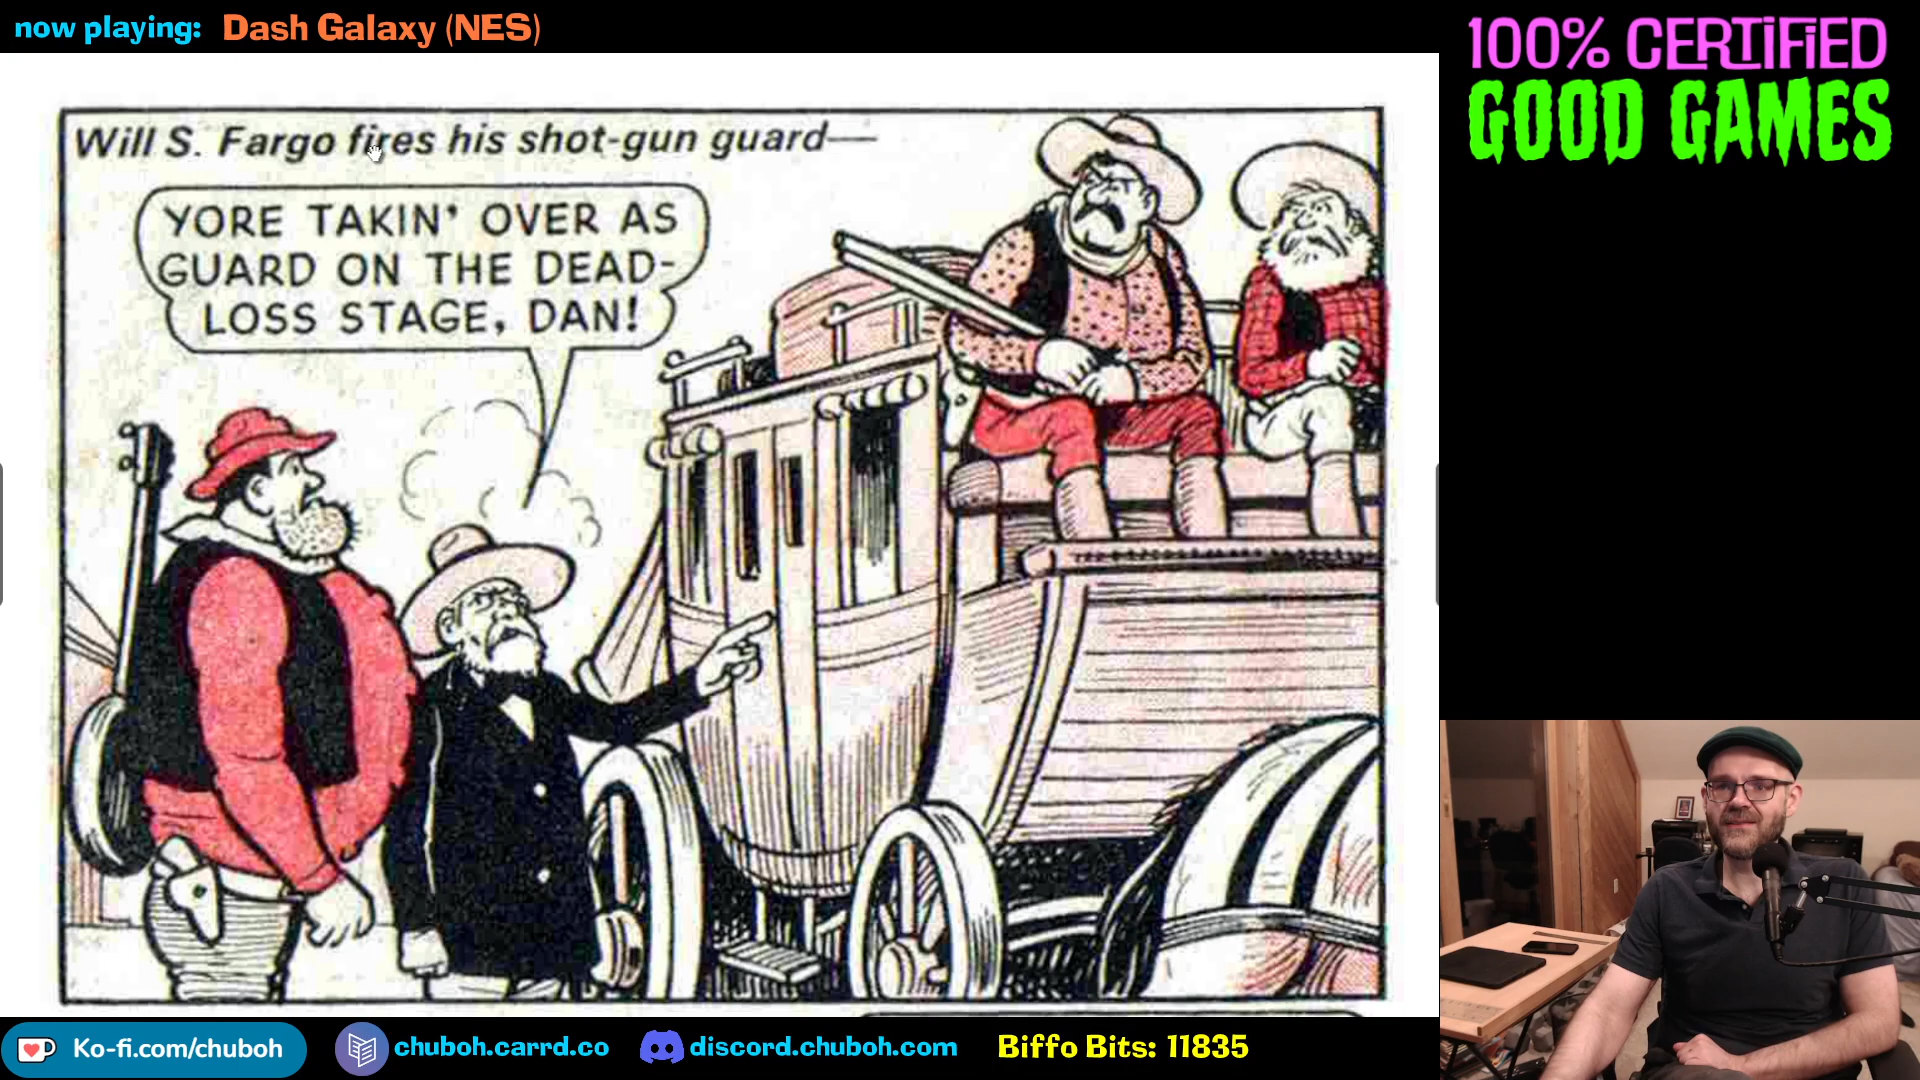 now playing: Dash Galaxy (NES)
100% CERTiFiED
GOOD GAMES
Will S. Fargo fires his shot-gun guard—
YORE TAKIN' OVER AS
GUARD ON THE DEAD-
LOSS STAGE, DAN!
Ko-fi.com/chuboh
chuboh.carrd.co
discord.chuboh.com
Biffo Bits: 11835